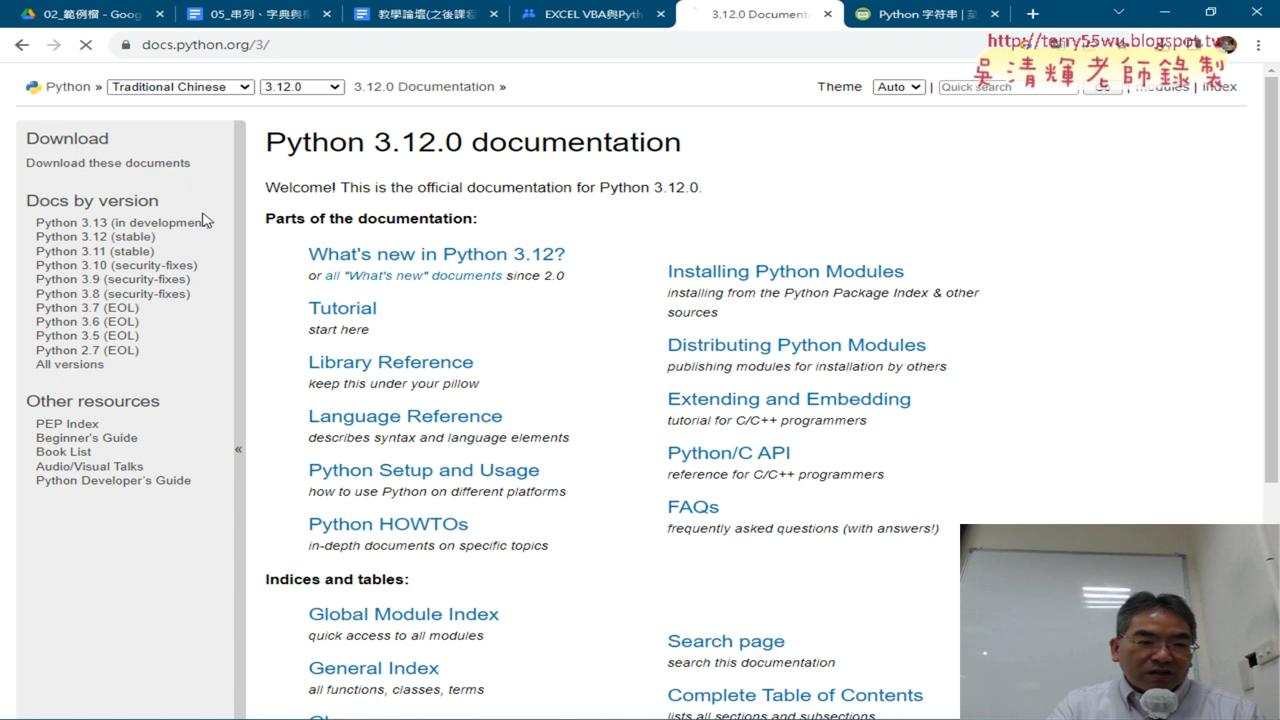 02_範例檔 - Goog
05_串列、字典與
教學論壇(之後課
EXCEL VBA與Pyth
3.12.0 Document
Python 字符串 |
docs.python.org/3/
http://terry55wu.blogspot.tw
吳清輝老師錄製
Python »
Traditional Chinese
3.12.0
3.12.0 Documentation »
Theme
Auto
|
Quick search
modules | index
Download
Download these documents
Docs by version
Python 3.13 (in development)
Python 3.12 (stable)
Python 3.11 (stable)
Python 3.10 (security-fixes)
Python 3.9 (security-fixes)
Python 3.8 (security-fixes)
Python 3.7 (EOL)
Python 3.6 (EOL)
Python 3.5 (EOL)
Python 2.7 (EOL)
All versions
Other resources
PEP Index
Beginner's Guide
Book List
Audio/Visual Talks
Python Developer's Guide
«
Python 3.12.0 documentation
Welcome! This is the official documentation for Python 3.12.0.
Parts of the documentation:
What's new in Python 3.12?
or all "What's new" documents since 2.0
Tutorial
start here
Library Reference
keep this under your pillow
Language Reference
describes syntax and language elements
Python Setup and Usage
how to use Python on different platforms
Python HOWTOs
in-depth documents on specific topics
Installing Python Modules
installing from the Python Package Index & other
sources
Distributing Python Modules
publishing modules for installation by others
Extending and Embedding
tutorial for C/C++ programmers
Python/C API
reference for C/C++ programmers
FAQs
frequently asked questions (with answers!)
Indices and tables:
Global Module Index
quick access to all modules
General Index
all functions, classes, terms
Search page
search this documentation
Complete Table of Contents
lists all sections and subsections